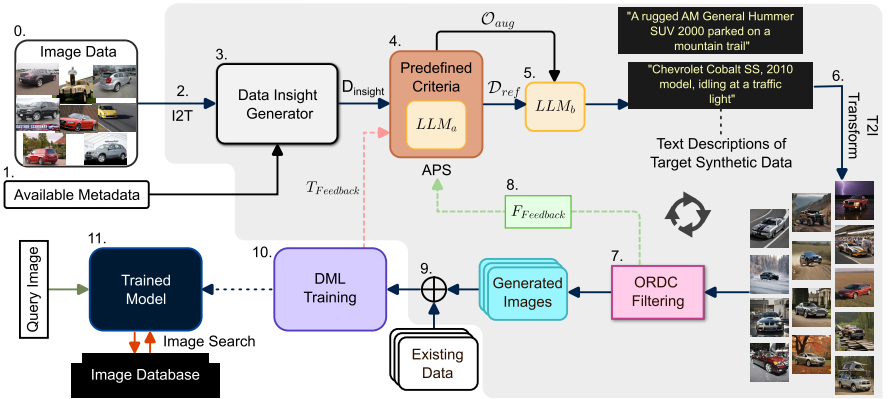 0.
Image Data
1.
Available Metadata
2.
I2T
3.
Data Insight
Generator
D_insight
4.
Predefined
Criteria
LLM_a
APS
O_aug
D_ref
5.
LLM_b
"A rugged AM General Hummer
SUV 2000 parked on a
mountain trail"
"Chevrolet Cobalt SS, 2010
model, idling at a traffic
light"
Text Descriptions of
Target Synthetic Data
6.
T2I
Transform
7.
ORDC
Filtering
8.
F_Feedback
T_Feedback
Generated
Images
9.
Existing
Data
10.
DML
Training
11.
Trained
Model
Query Image
Image Search
Image Database